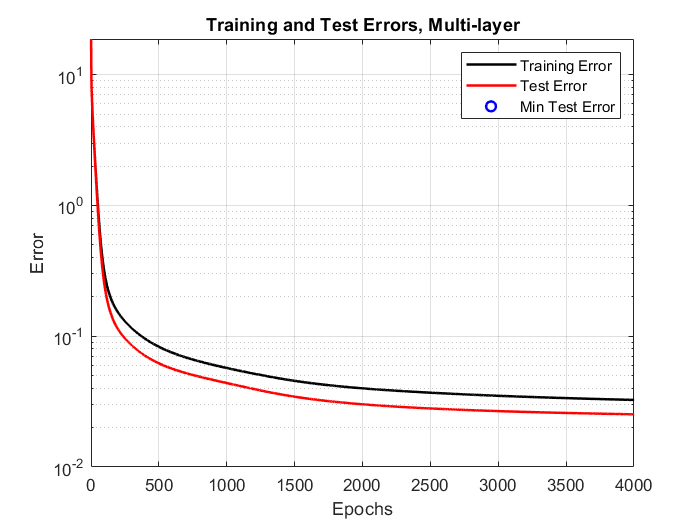 Training and Test Errors, Multi-layer
Training Error
Test Error
Min Test Error
10^1
10^0
10^-1
10^-2
Error
0 500 1000 1500 2000 2500 3000 3500 4000
Epochs